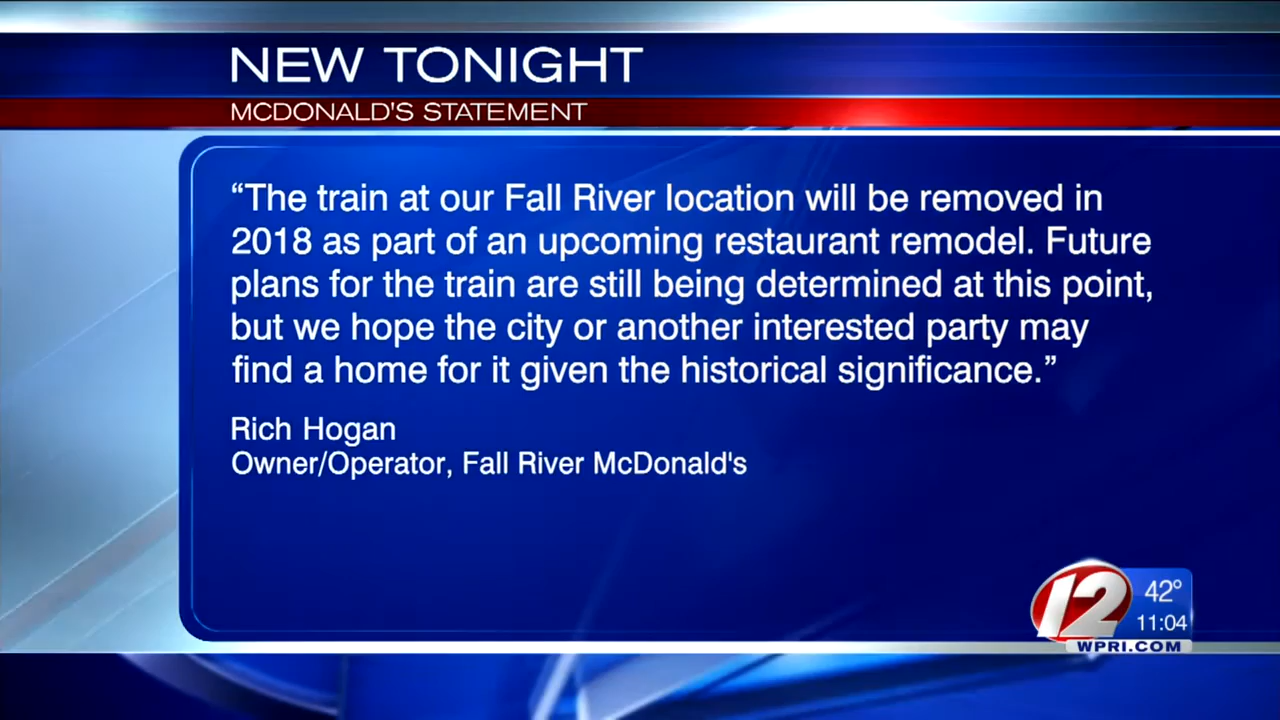 NEW TONIGHT
MCDONALD'S STATEMENT
“The train at our Fall River location will be removed in
2018 as part of an upcoming restaurant remodel. Future
plans for the train are still being determined at this point,
but we hope the city or another interested party may
find a home for it given the historical significance.”
Rich Hogan
Owner/Operator, Fall River McDonald's
12
42°
11:04
WPRI.COM